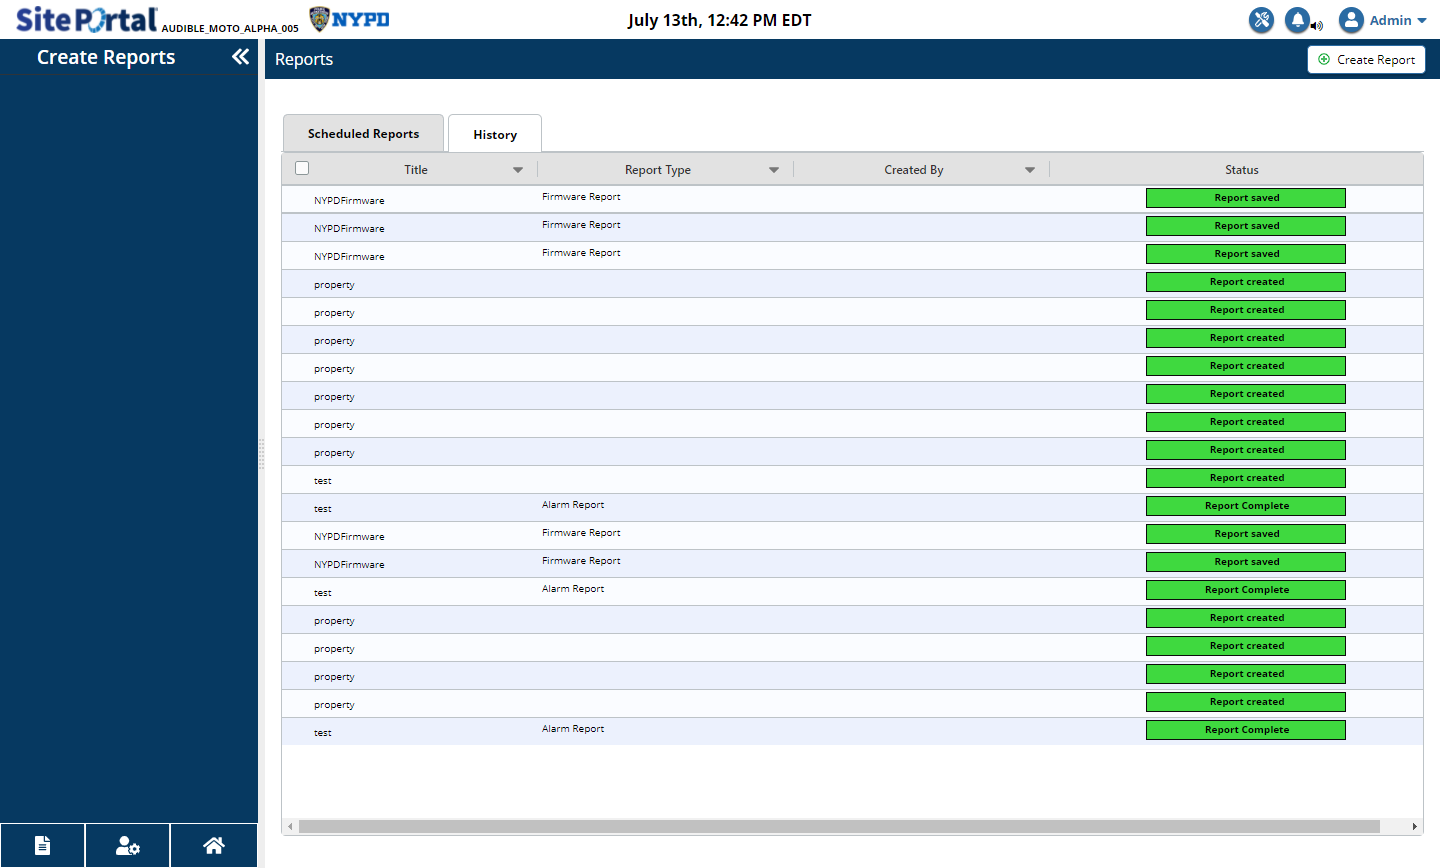 Site Portal AUDIBLE_MOTO_ALPHA_005 NYPD July 13th, 12:42 PM EDT Admin
Create Reports Reports Create Report
Scheduled Reports History
Title Report Type Created By Status
NYPDFirmware Firmware Report Report saved
NYPDFirmware Firmware Report Report saved
NYPDFirmware Firmware Report Report saved
property Report created
property Report created
property Report created
property Report created
property Report created
property Report created
property Report created
test Report created
test Alarm Report Report Complete
NYPDFirmware Firmware Report Report saved
NYPDFirmware Firmware Report Report saved
test Alarm Report Report Complete
property Report created
property Report created
property Report created
property Report created
test Alarm Report Report Complete